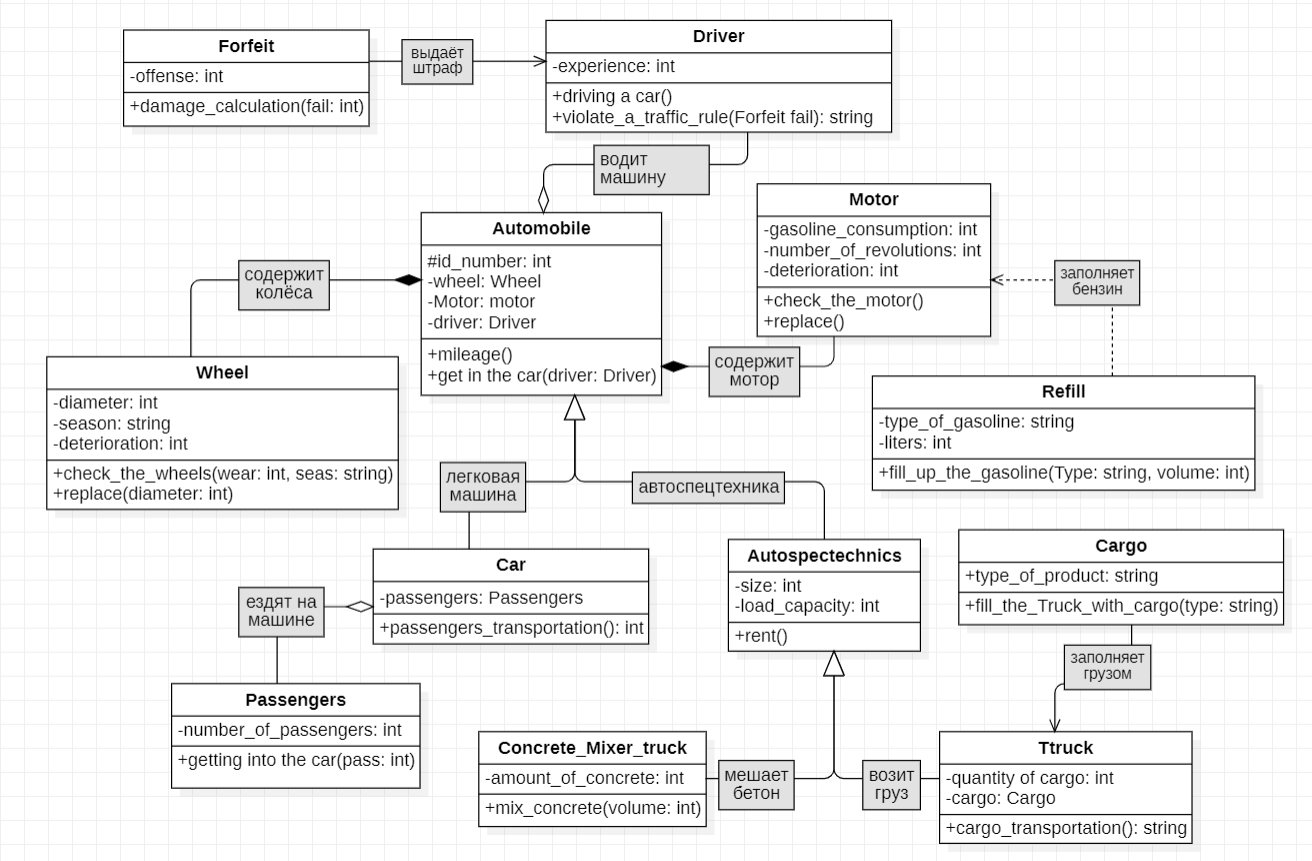 Forfeit
-offense: int
+damage_calculation(fail: int)
выдаёт
штраф
Driver
-experience: int
+driving a car()
+violate_a_traffic_rule(Forfeit fail): string
водит
машину
Automobile
#id_number: int
-wheel: Wheel
-Motor: motor
-driver: Driver
+mileage()
+get in the car(driver: Driver)
Motor
-gasoline_consumption: int
-number_of_revolutions: int
-deterioration: int
+check_the_motor()
+replace()
содержит
колёса
заполняет
бензин
содержит
мотор
Wheel
-diameter: int
-season: string
-deterioration: int
+check_the_wheels(wear: int, seas: string)
+replace(diameter: int)
Refill
-type_of_gasoline: string
-liters: int
+fill_up_the_gasoline(Type: string, volume: int)
легковая
машина
автоспецтехника
Car
-passengers: Passengers
+passengers_transportation(): int
Autospectechnics
-size: int
-load_capacity: int
+rent()
Cargo
+type_of_product: string
+fill_the_Truck_with_cargo(type: string)
ездят на
машине
заполняет
грузом
Passengers
-number_of_passengers: int
+getting into the car(pass: int)
Concrete_Mixer_truck
-amount_of_concrete: int
+mix_concrete(volume: int)
мешает
бетон
возит
груз
Ttruck
-quantity of cargo: int
-cargo: Cargo
+cargo_transportation(): string